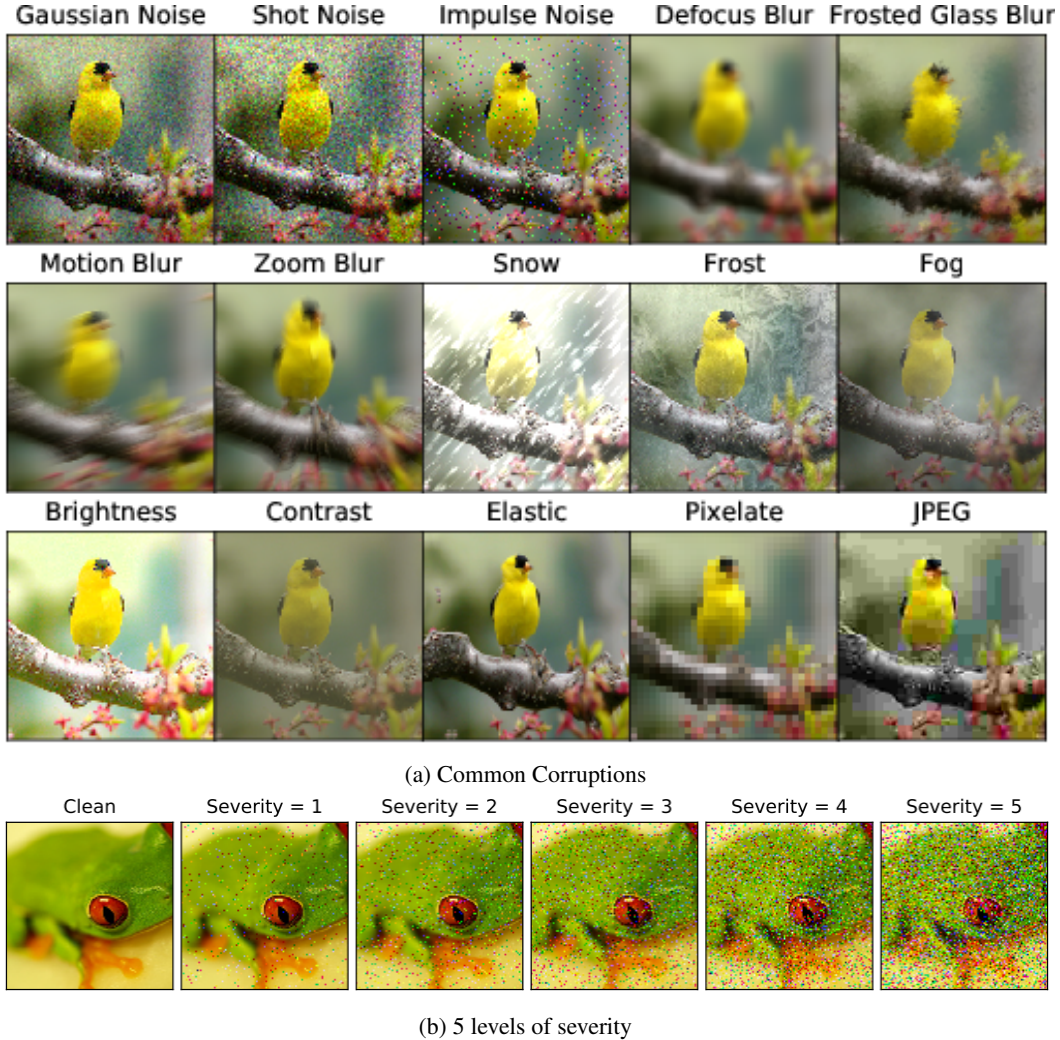 Gaussian Noise Shot Noise Impulse Noise Defocus Blur Frosted Glass Blur
Motion Blur Zoom Blur Snow Frost Fog
Brightness Contrast Elastic Pixelate JPEG
(a) Common Corruptions
Clean Severity = 1 Severity = 2 Severity = 3 Severity = 4 Severity = 5
(b) 5 levels of severity